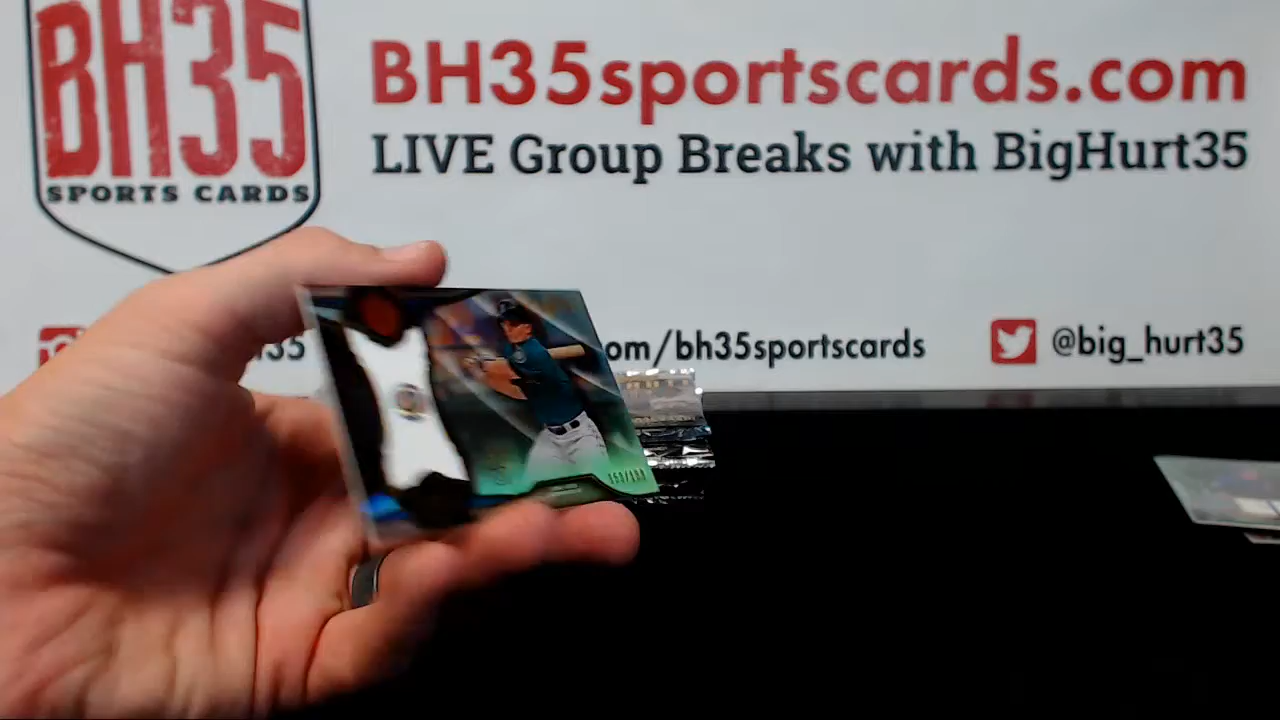 BH35
SPORTS CARDS
BH35sportscards.com
LIVE Group Breaks with BigHurt35
om/bh35sportscards
@big_hurt35